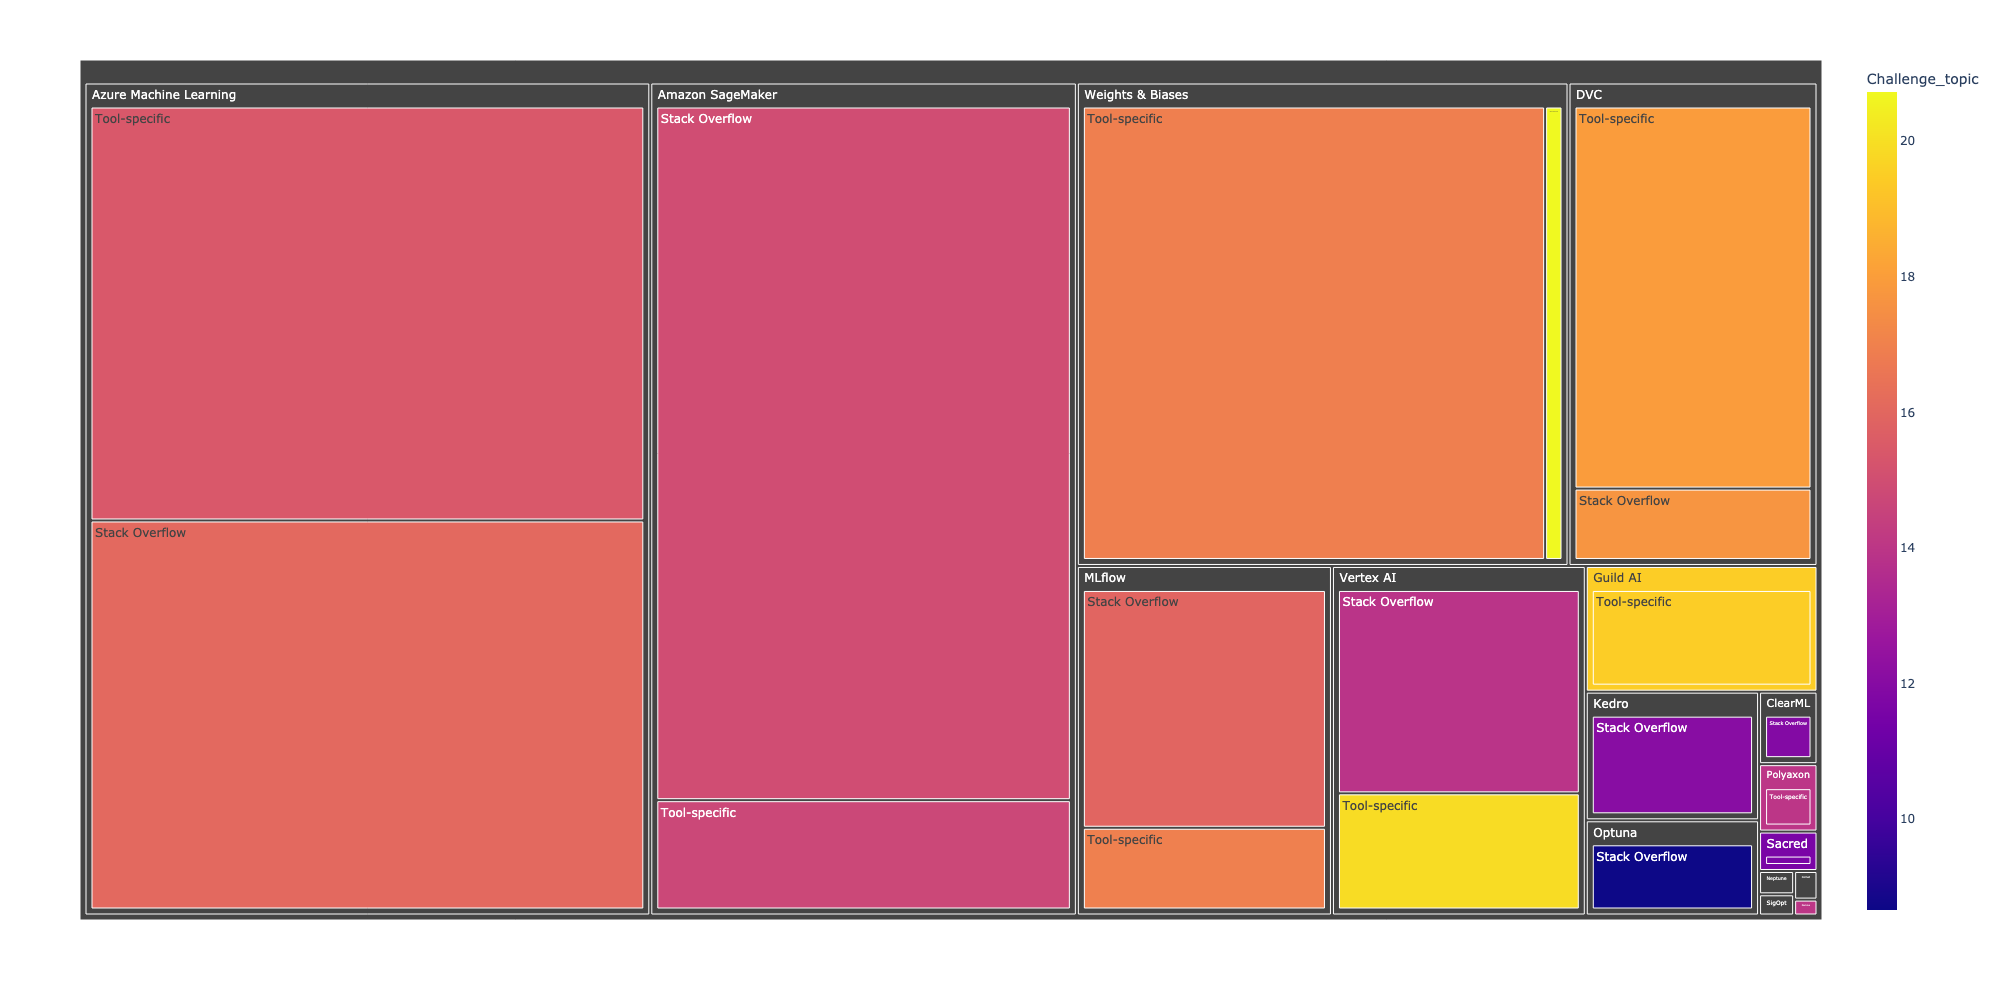 Challenge_topic
Azure Machine Learning
Tool-specific
Stack Overflow
Amazon SageMaker
Stack Overflow
Tool-specific
Weights & Biases
Tool-specific
DVC
Tool-specific
Stack Overflow
MLflow
Stack Overflow
Tool-specific
Vertex AI
Stack Overflow
Tool-specific
Guild AI
Tool-specific
Kedro
Stack Overflow
Optuna
Stack Overflow
ClearML
Stack Overflow
Polyaxon
Tool-specific
Sacred
Neptune
SigOpt
20
18
16
14
12
10